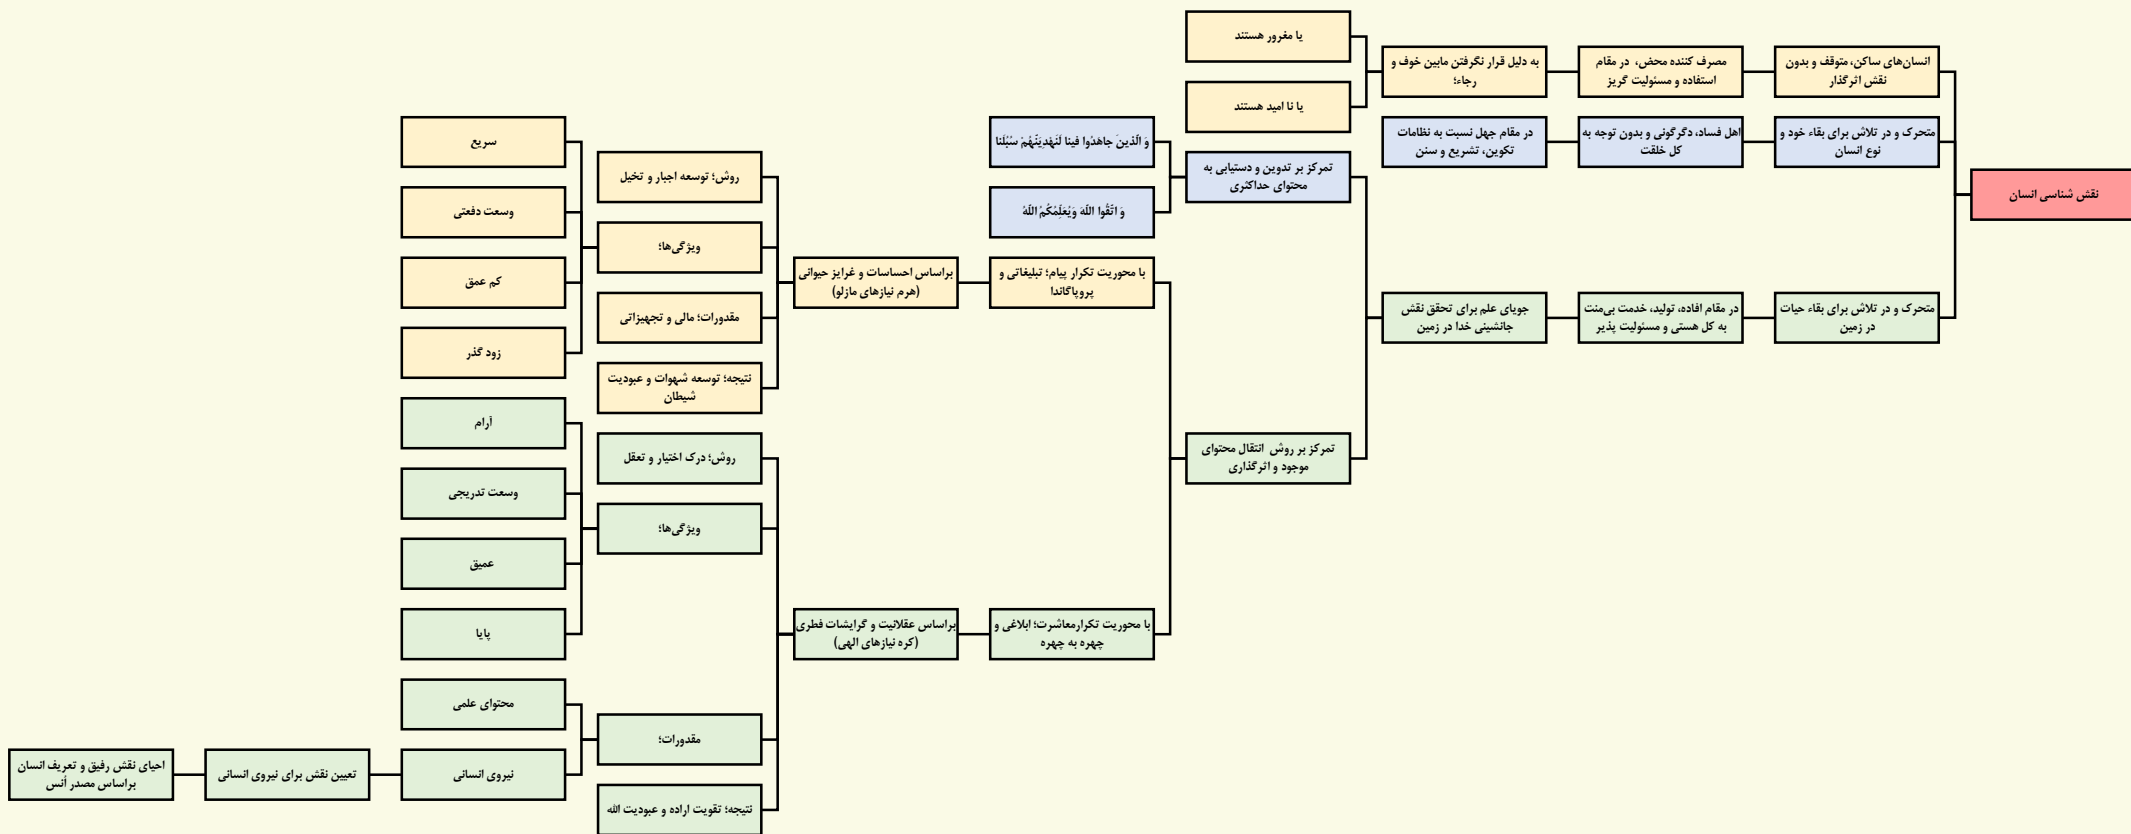 نقش شناسی انسان
انسان‌های ساکن، متوقف و بدون
نقش اثرگذار
مصرف کننده محض، در مقام
استفاده و مسئولیت گریز
به دلیل قرار نگرفتن مابین خوف و
رجاء؛
یا مغرور هستند
یا نا امید هستند
متحرک و در تلاش برای بقاء خود و
نوع انسان
اهل فساد، دگرگونی و بدون توجه به
کل خلقت
در مقام جهل نسبت به نظامات
تکوین، تشریع و سنن
متحرک و در تلاش برای بقاء حیات
در زمین
در مقام افاده، تولید، خدمت بی‌منت
به کل هستی و مسئولیت پذیر
جویای علم برای تحقق نقش
جانشینی خدا در زمین
تمرکز بر تدوین و دستیابی به
محتوای حداکثری
وَ الَّذينَ جاهَدُوا فينا لَنَهْدِيَنَّهُمْ سُبُلَنا
وَ اتَّقُوا اللّهَ وَيُعَلِّمُكُمُ اللّهُ
تمرکز بر روش انتقال محتوای
موجود و اثرگذاری
با محوریت تکرار پیام؛ تبلیغاتی و
پروپاگاندا
براساس احساسات و غرایز حیوانی
(هرم نیازهای مازلو)
روش؛ توسعه اجبار و تخیل
ویژگی‌ها؛
سریع
وسعت دفعتی
کم عمق
زود گذر
مقدورات؛ مالی و تجهیزاتی
نتیجه؛ توسعه شهوات و عبودیت
شیطان
با محوریت تکرارمعاشرت؛ ابلاغی و
چهره به چهره
براساس عقلانیت و گرایشات فطری
(کره نیازهای الهی)
روش؛ درک اختیار و تعقل
ویژگی‌ها؛
آرام
وسعت تدریجی
عمیق
پایا
مقدورات؛
محتوای علمی
نیروی انسانی
تعیین نقش برای نیروی انسانی
احیای نقش رفیق و تعریف انسان
براساس مصدر أنس
نتیجه؛ تقویت اراده و عبودیت الله